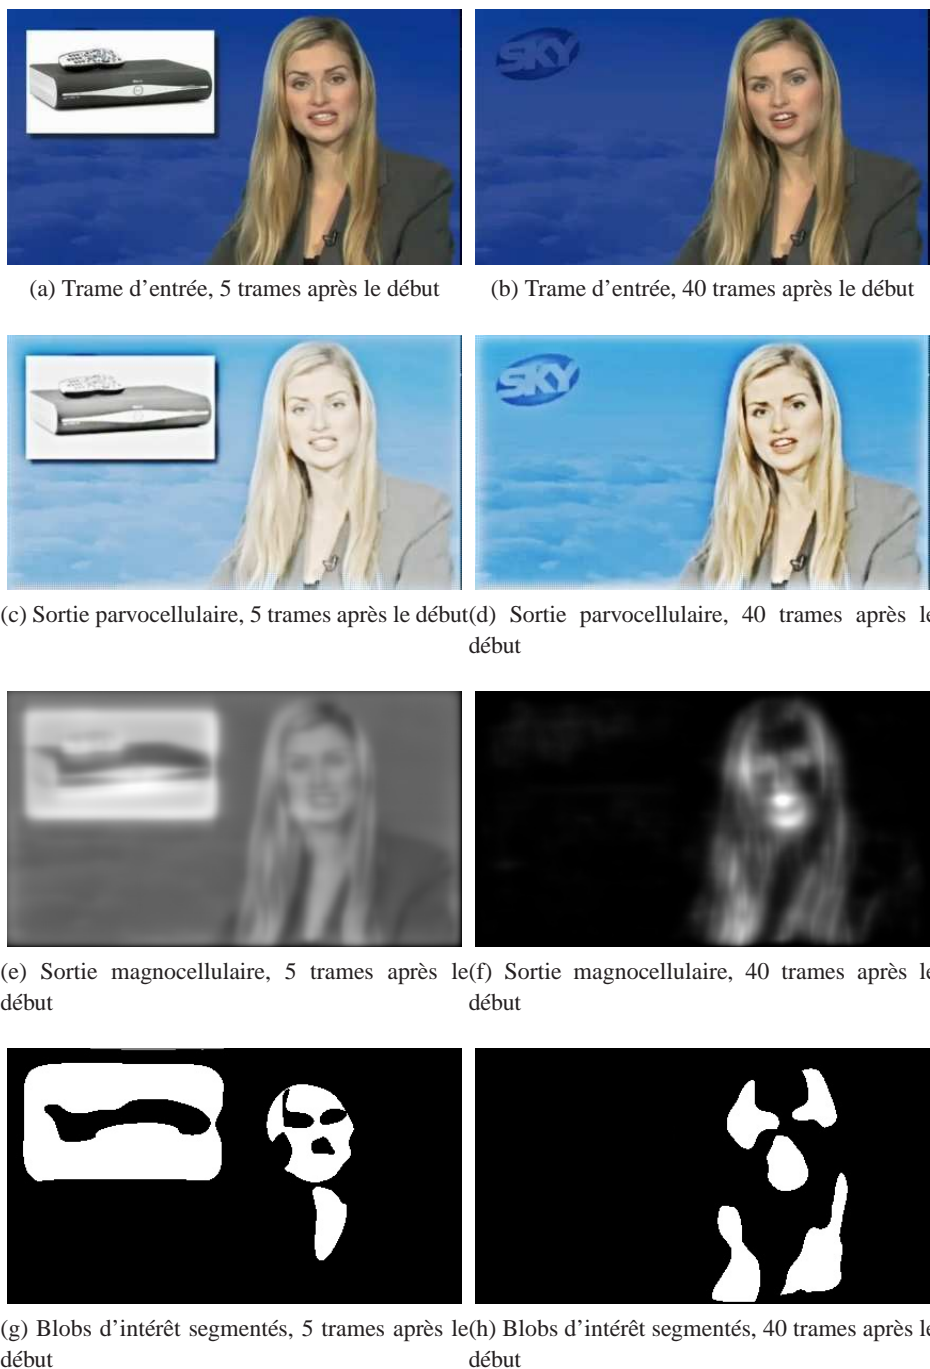 SKY
(a) Trame d'entrée, 5 trames après le début
(b) Trame d'entrée, 40 trames après le début
SKY
(c) Sortie parvocellulaire, 5 trames après le début
(d) Sortie parvocellulaire, 40 trames après le
début
(e) Sortie magnocellulaire, 5 trames après le
début
(f) Sortie magnocellulaire, 40 trames après le
début
(g) Blobs d'intérêt segmentés, 5 trames après le
début
(h) Blobs d'intérêt segmentés, 40 trames après le
début